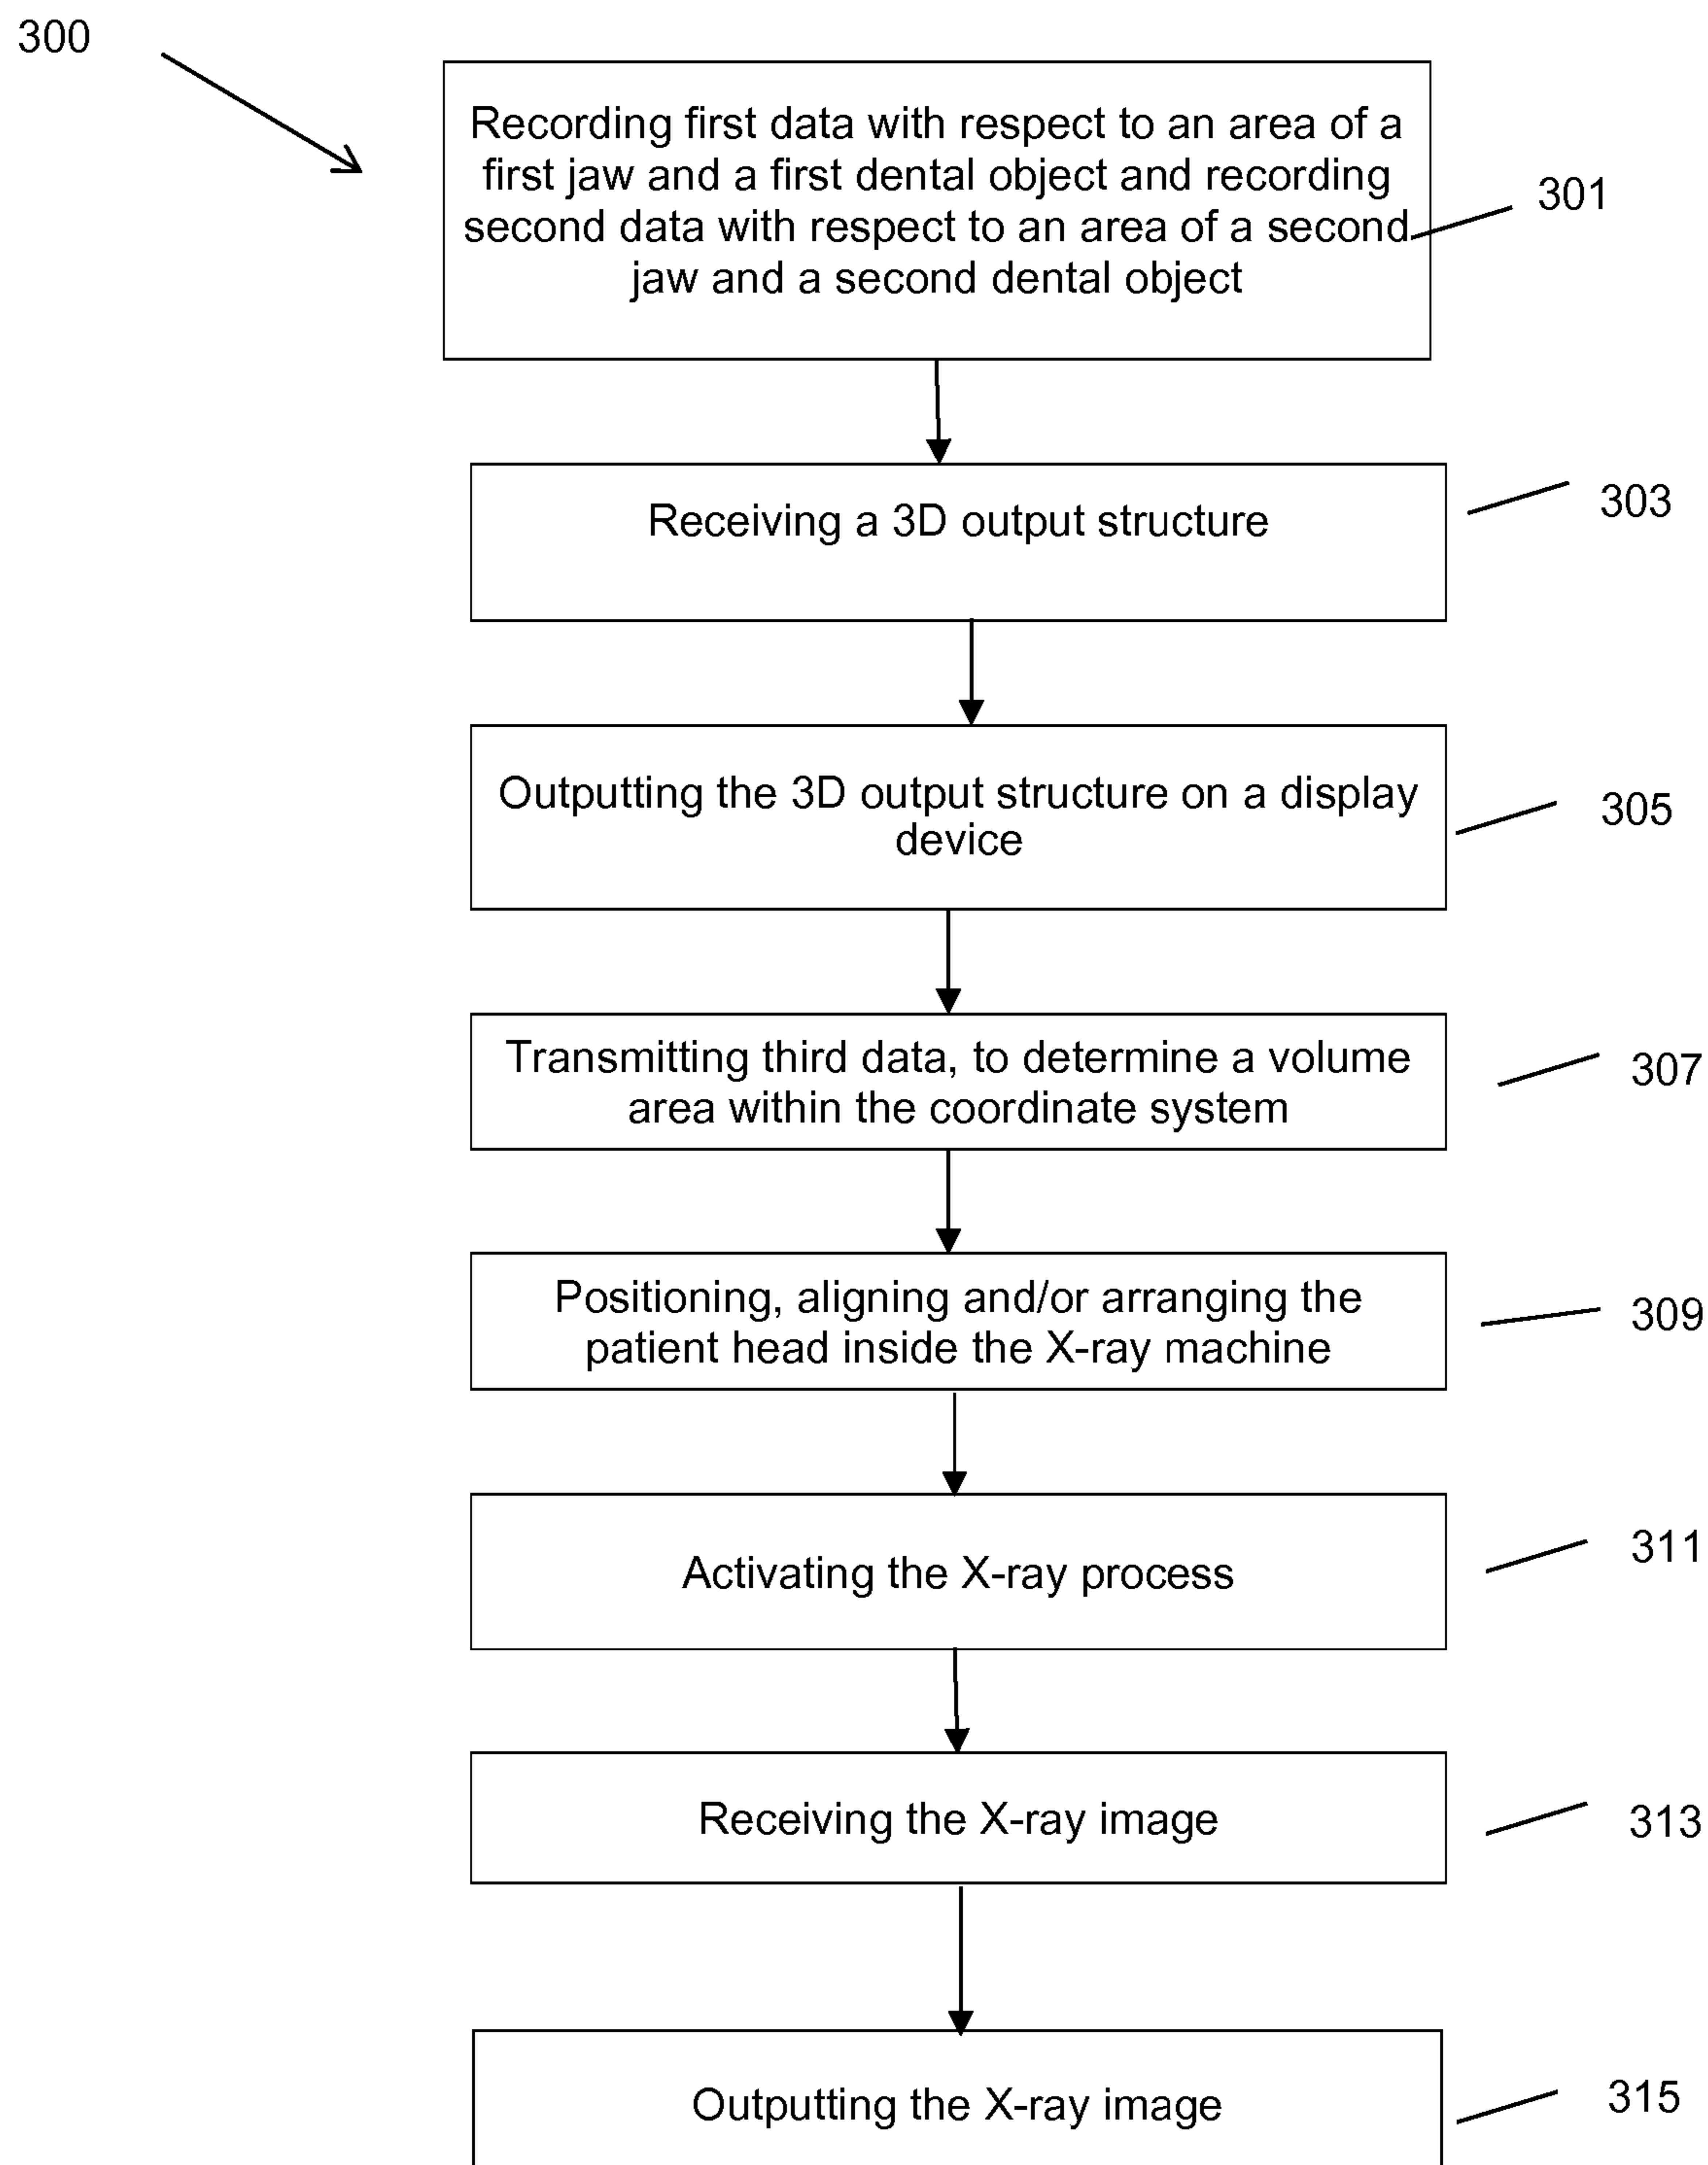 300
Recording first data with respect to an area of a
first jaw and a first dental object and recording
second data with respect to an area of a second
jaw and a second dental object
301
Receiving a 3D output structure
303
Outputting the 3D output structure on a display
device
305
Transmitting third data, to determine a volume
area within the coordinate system
307
Positioning, aligning and/or arranging the
patient head inside the X-ray machine
309
Activating the X-ray process
311
Receiving the X-ray image
313
Outputting the X-ray image
315